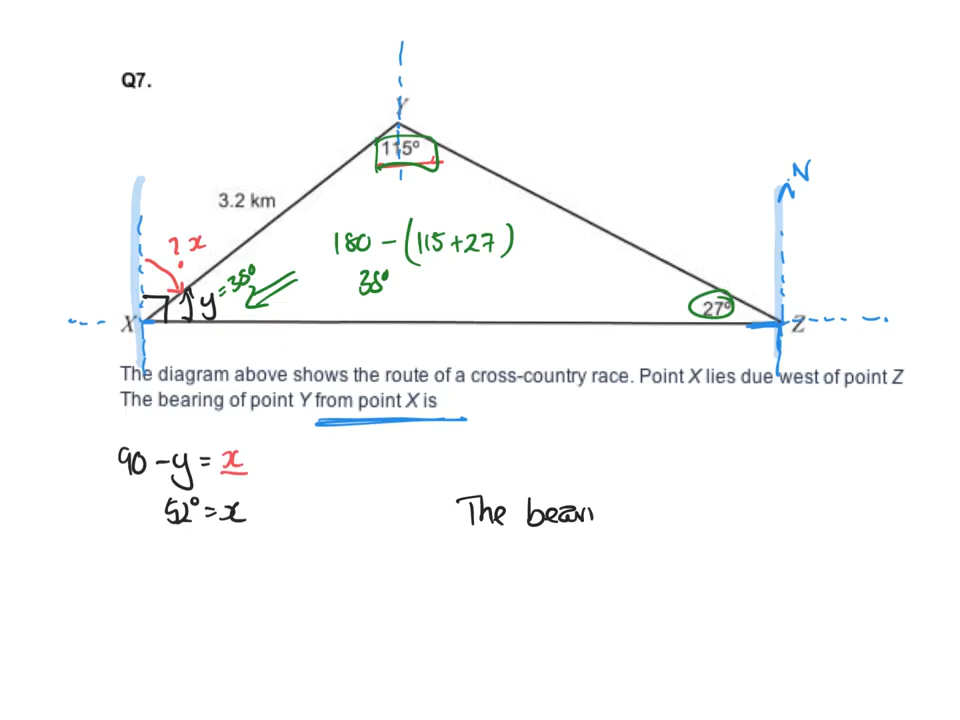 Q7.
Y
115°
N
3.2 km
? x
180 - (115+27)
38°
y = 38°
27°
X
Z
The diagram above shows the route of a cross-country race. Point X lies due west of point Z
The bearing of point Y from point X is
90 - y = x
52° = x
The bearin